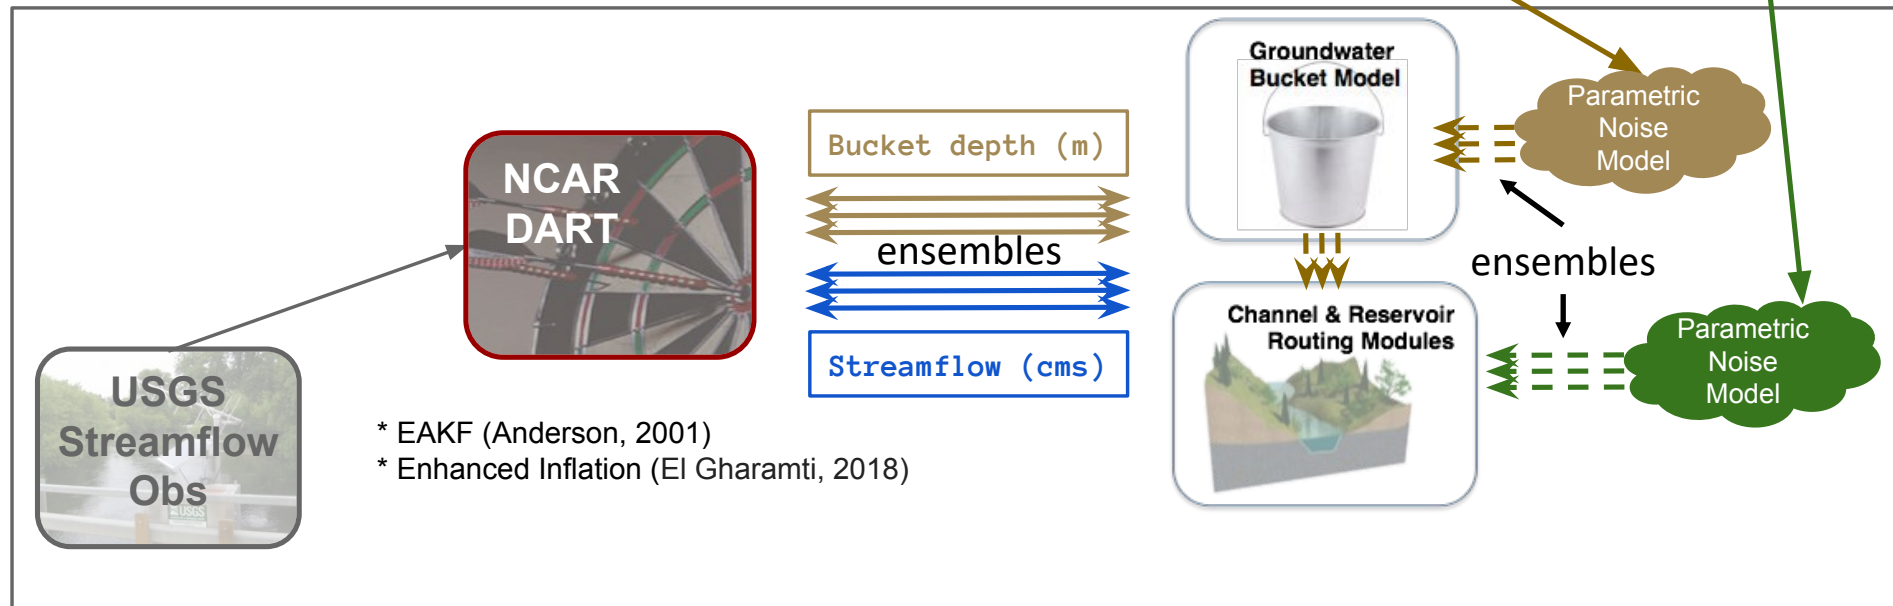 Groundwater
Bucket Model
Parametric
Noise
Model
Bucket depth (m)
NCAR
DART
ensembles
ensembles
Channel & Reservoir
Routing Modules
Parametric
Noise
Model
Streamflow (cms)
USGS
Streamflow
Obs
USGS
* EAKF (Anderson, 2001)
* Enhanced Inflation (El Gharamti, 2018)